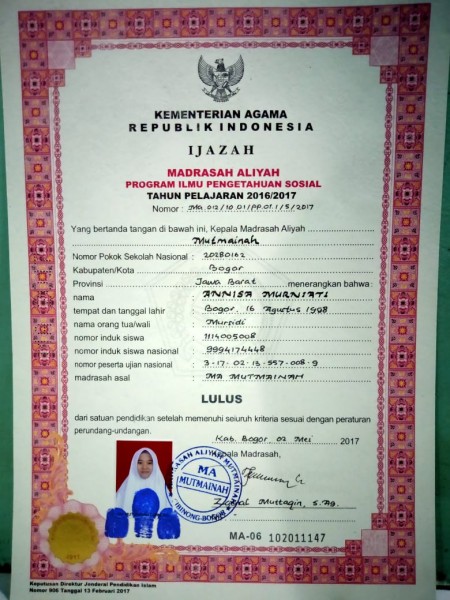 KEMENTERIAN AGAMA
REPUBLIK INDONESIA
IJAZAH
MADRASAH ALIYAH
PROGRAM ILMU PENGETAHUAN SOSIAL
TAHUN PELAJARAN 2016/2017
Nomor : MA.012/10.01/PP.01.1/S/2017
Yang bertanda tangan di bawah ini, Kepala Madrasah Aliyah
Mutmainah
Nomor Pokok Sekolah Nasional : 20280162
Kabupaten/Kota : Bogor
Provinsi : Jawa Barat menerangkan bahwa :
nama : ANNISA MURNIATI
tempat dan tanggal lahir : Bogor, 16 Agustus 1998
nama orang tua/wali : Murpidi
nomor induk siswa : 1114005008
nomor induk siswa nasional : 9994174448
nomor peserta ujian nasional : 3-17-02-13-557-008-9
madrasah asal : MA MUTMAINAH
LULUS
dari satuan pendidikan setelah memenuhi seluruh kriteria sesuai dengan peraturan
perundang-undangan.
Kab. Bogor 02 Mei 2017
Kepala Madrasah,
MADRASAH ALIYAH MUTMAINAH
MA
MUTMAINAH
CIBINONG-BOGOR
Muttaqin, S.Ag.
MA-06 102011147
2017
Keputusan Direktur Jenderal Pendidikan Islam
Nomor 906 Tanggal 13 Februari 2017